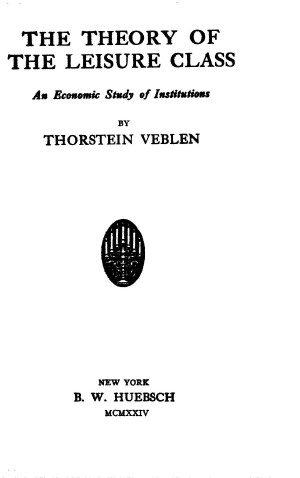 THE THEORY OF
THE LEISURE CLASS
An Economic Study of Institutions
BY
THORSTEIN VEBLEN
NEW YORK
B. W. HUEBSCH
MCMXXIV